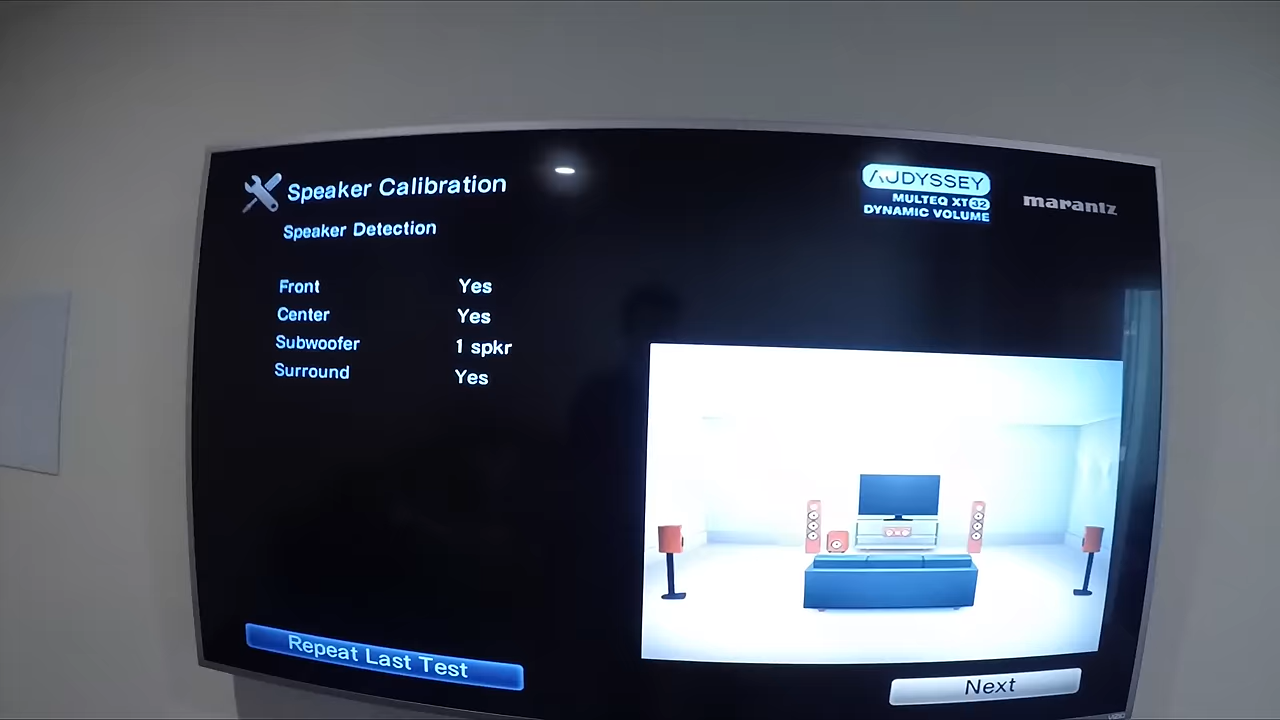 Speaker Calibration
Speaker Detection
AUDYSSEY
MULTEQ XT32
DYNAMIC VOLUME
marantz
Front Yes
Center Yes
Subwoofer 1 spkr
Surround Yes
Repeat Last Test
Next
VIZIO